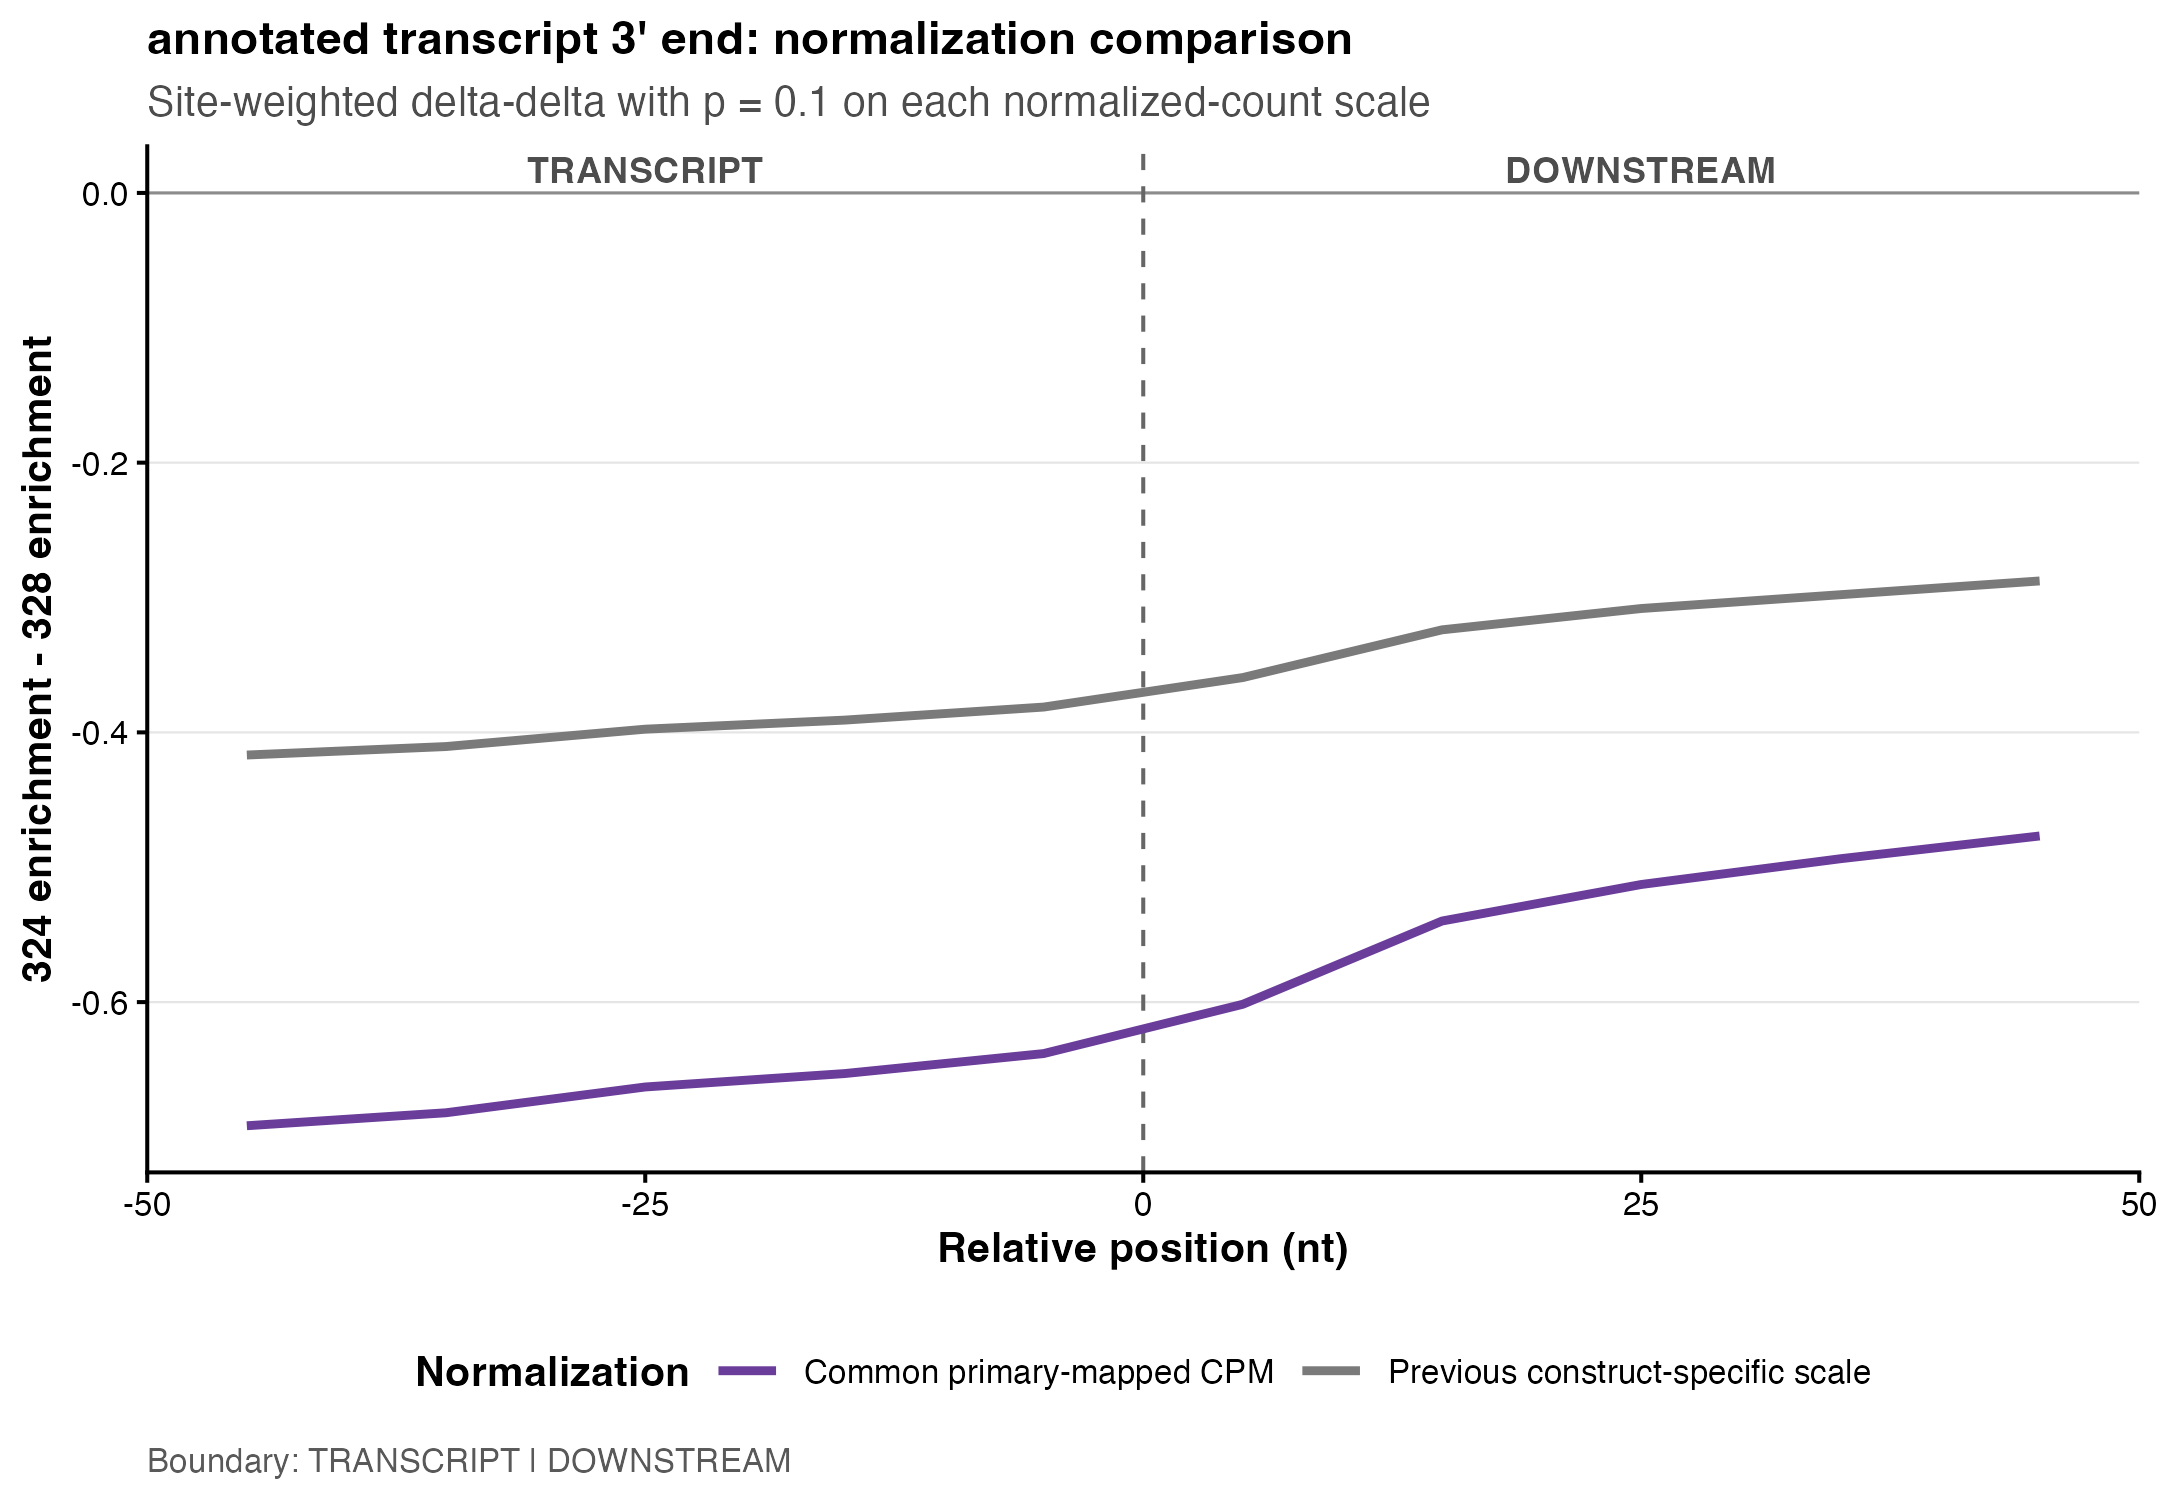 annotated transcript 3' end: normalization comparison
Site-weighted delta-delta with p = 0.1 on each normalized-count scale
TRANSCRIPT
DOWNSTREAM
324 enrichment - 328 enrichment
0.0
-0.2
-0.4
-0.6
-50
-25
0
25
50
Relative position (nt)
Normalization
Common primary-mapped CPM
Previous construct-specific scale
Boundary: TRANSCRIPT | DOWNSTREAM